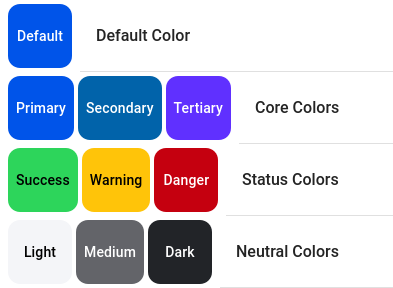 Default Default Color
Primary Secondary Tertiary Core Colors
Success Warning Danger Status Colors
Light Medium Dark Neutral Colors